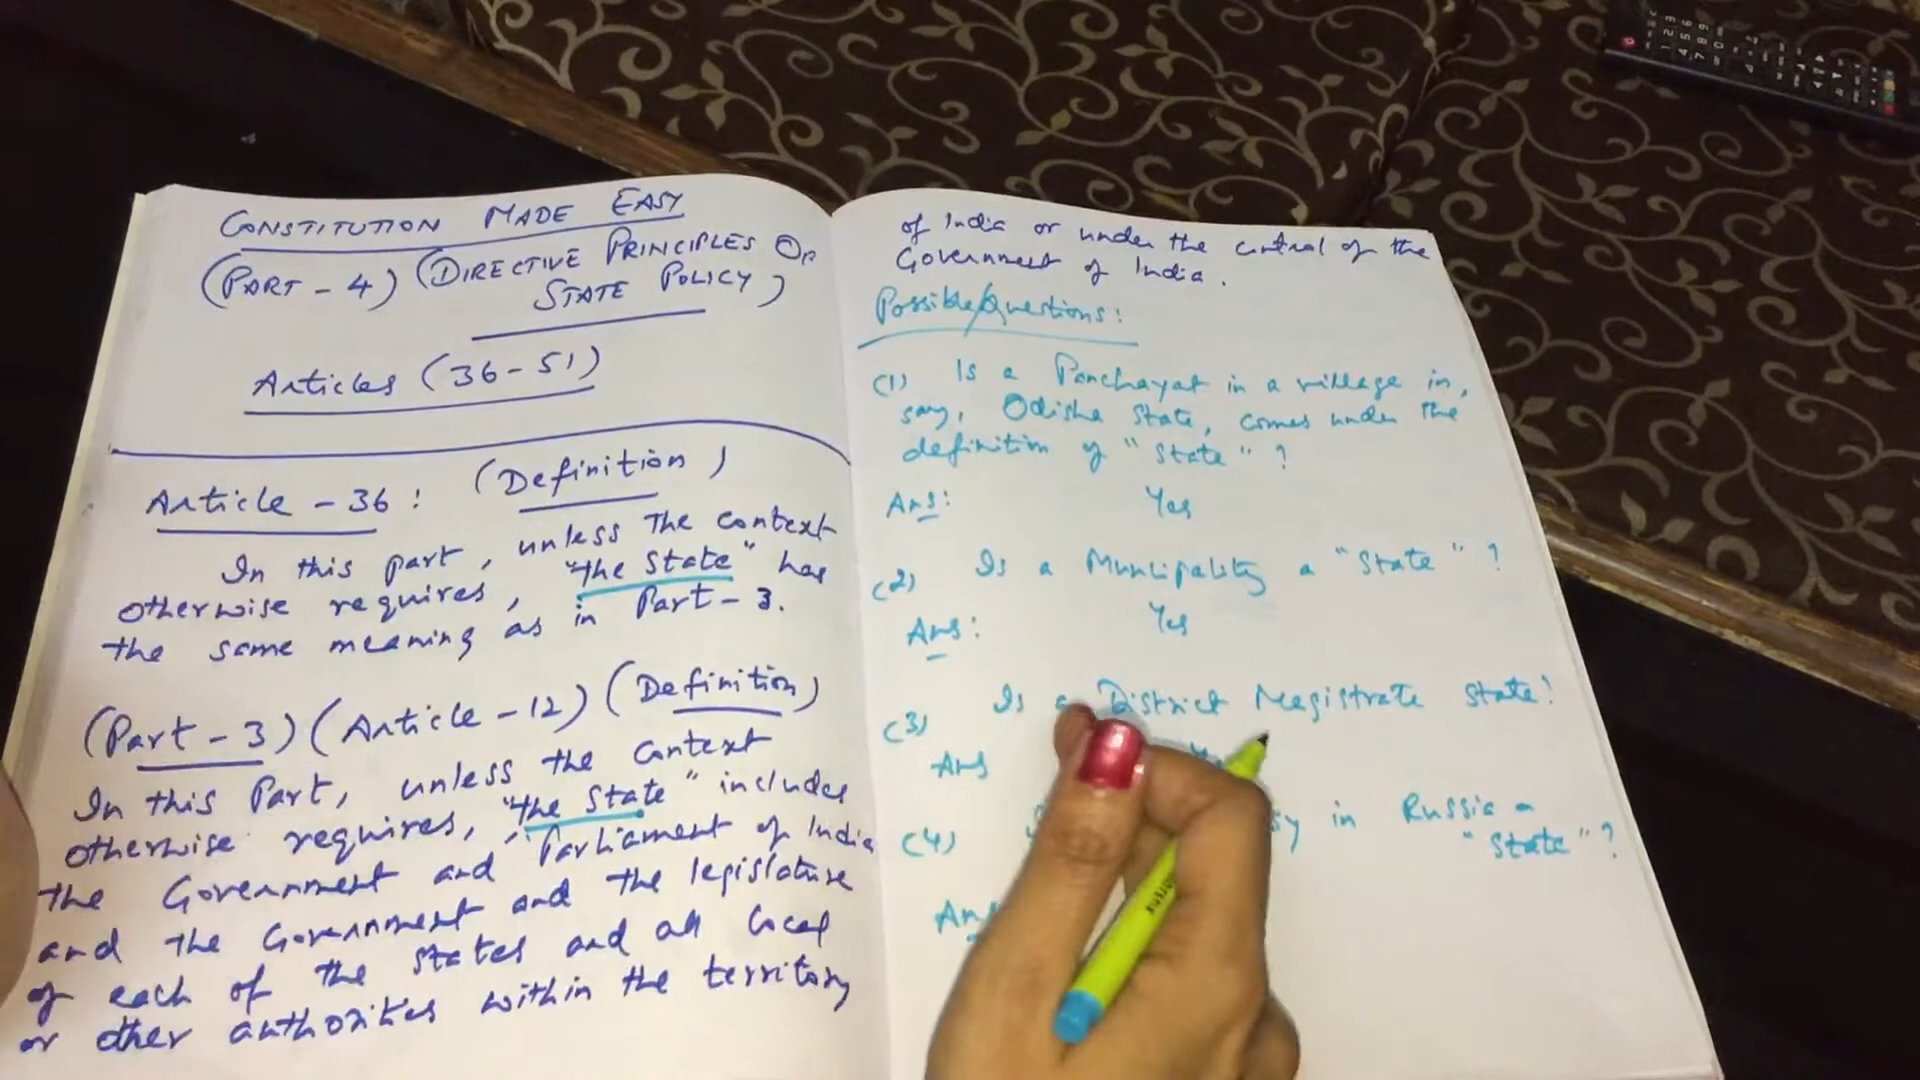 CONSTITUTION MADE EASY
(PART - 4) (DIRECTIVE PRINCIPLES OF
STATE POLICY)
Articles (36-51)
Article - 36 : (Definition)
In this part, unless the context
otherwise requires, "the State" has
the same meaning as in Part - 3.
(Part - 3) (Article - 12) (Definition)
In this Part, unless the context
otherwise requires, "the State" includes
the Government and Parliament of India
and the Government and the legislature
of each of the states and all local
or other authorities within the territory
of India or under the control of the
Government of India.
Possible Questions :
(1) Is a Panchayat in a village in,
say, Odisha State, comes under the
definition of "State" ?
Ans : Yes
(2) Is a Municipality a "State" ?
Ans : Yes
(3) Is a District Magistrate State ?
Ans
(4) in Russia a
"State" ?
Ans